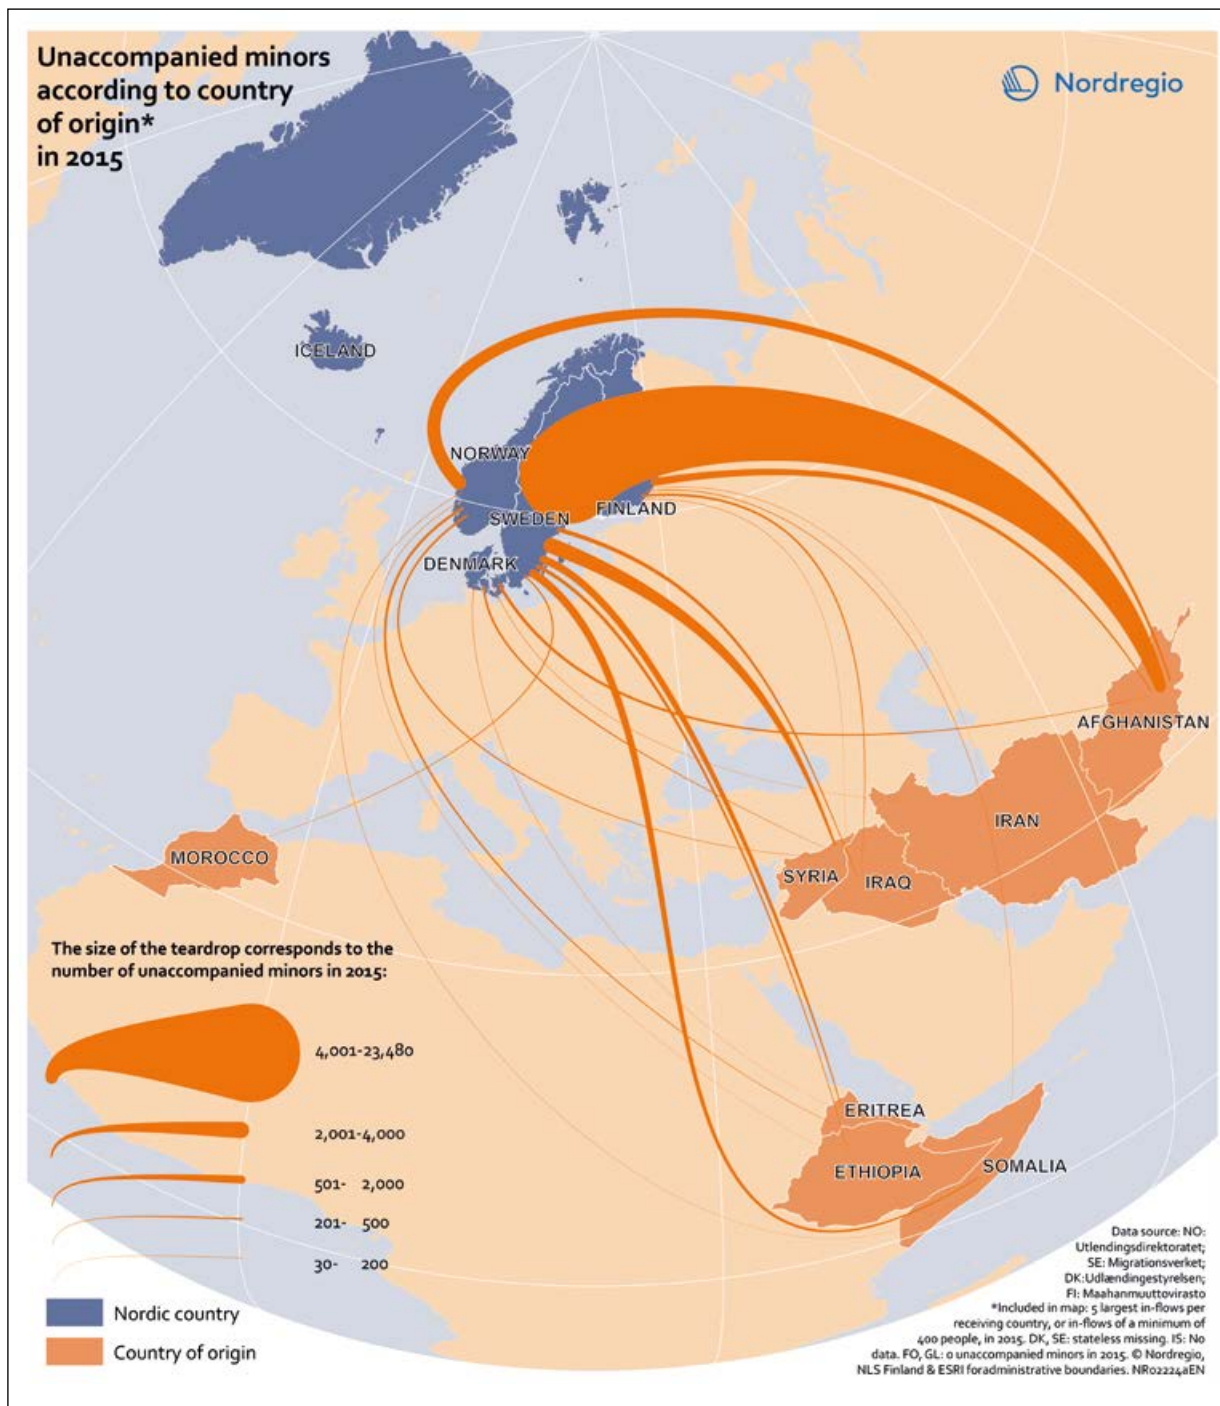 Unaccompanied minors
according to country
of origin*
in 2015
Nordregio
ICELAND
NORWAY
SWEDEN
FINLAND
DENMARK
AFGHANISTAN
IRAN
MOROCCO
SYRIA
IRAQ
The size of the teardrop corresponds to the
number of unaccompanied minors in 2015:
4,001-23,480
2,001-4,000
501- 2,000
201- 500
30- 200
ERITREA
ETHIOPIA
SOMALIA
Nordic country
Country of origin
Data source: NO:
Utlendingsdirektoratet;
SE: Migrationsverket;
DK:Udlændingestyrelsen;
FI: Maahanmuuttovirasto
*Included in map: 5 largest in-flows per
receiving country, or in-flows of a minimum of
400 people, in 2015. DK, SE: stateless missing. IS: No
data. FO, GL: 0 unaccompanied minors in 2015. © Nordregio,
NLS Finland & ESRI foradministrative boundaries. NR02224aEN